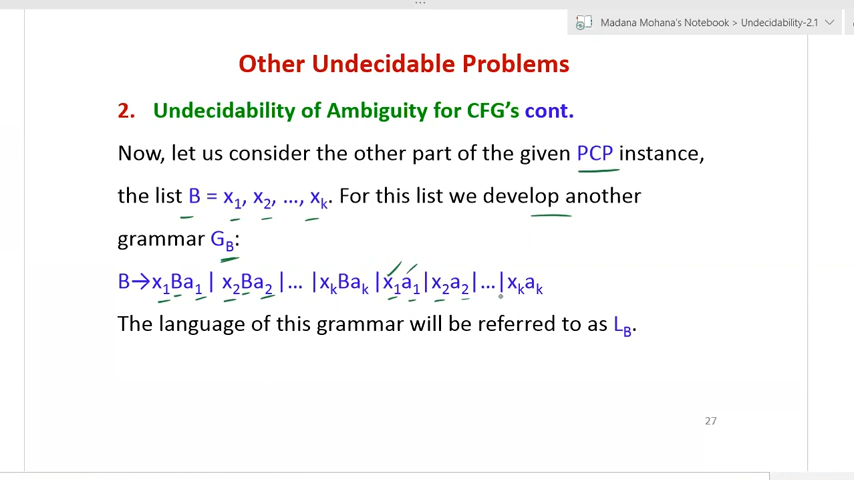 Madana Mohana's Notebook > Undecidability-2.1
Other Undecidable Problems
2. Undecidability of Ambiguity for CFG's cont.
Now, let us consider the other part of the given PCP instance,
the list B = x₁, x₂, ..., xₖ. For this list we develop another
grammar G_B:
B→x₁Ba₁ | x₂Ba₂ |... |xₖBaₖ |x₁a₁|x₂a₂|...|xₖaₖ
The language of this grammar will be referred to as L_B.
27